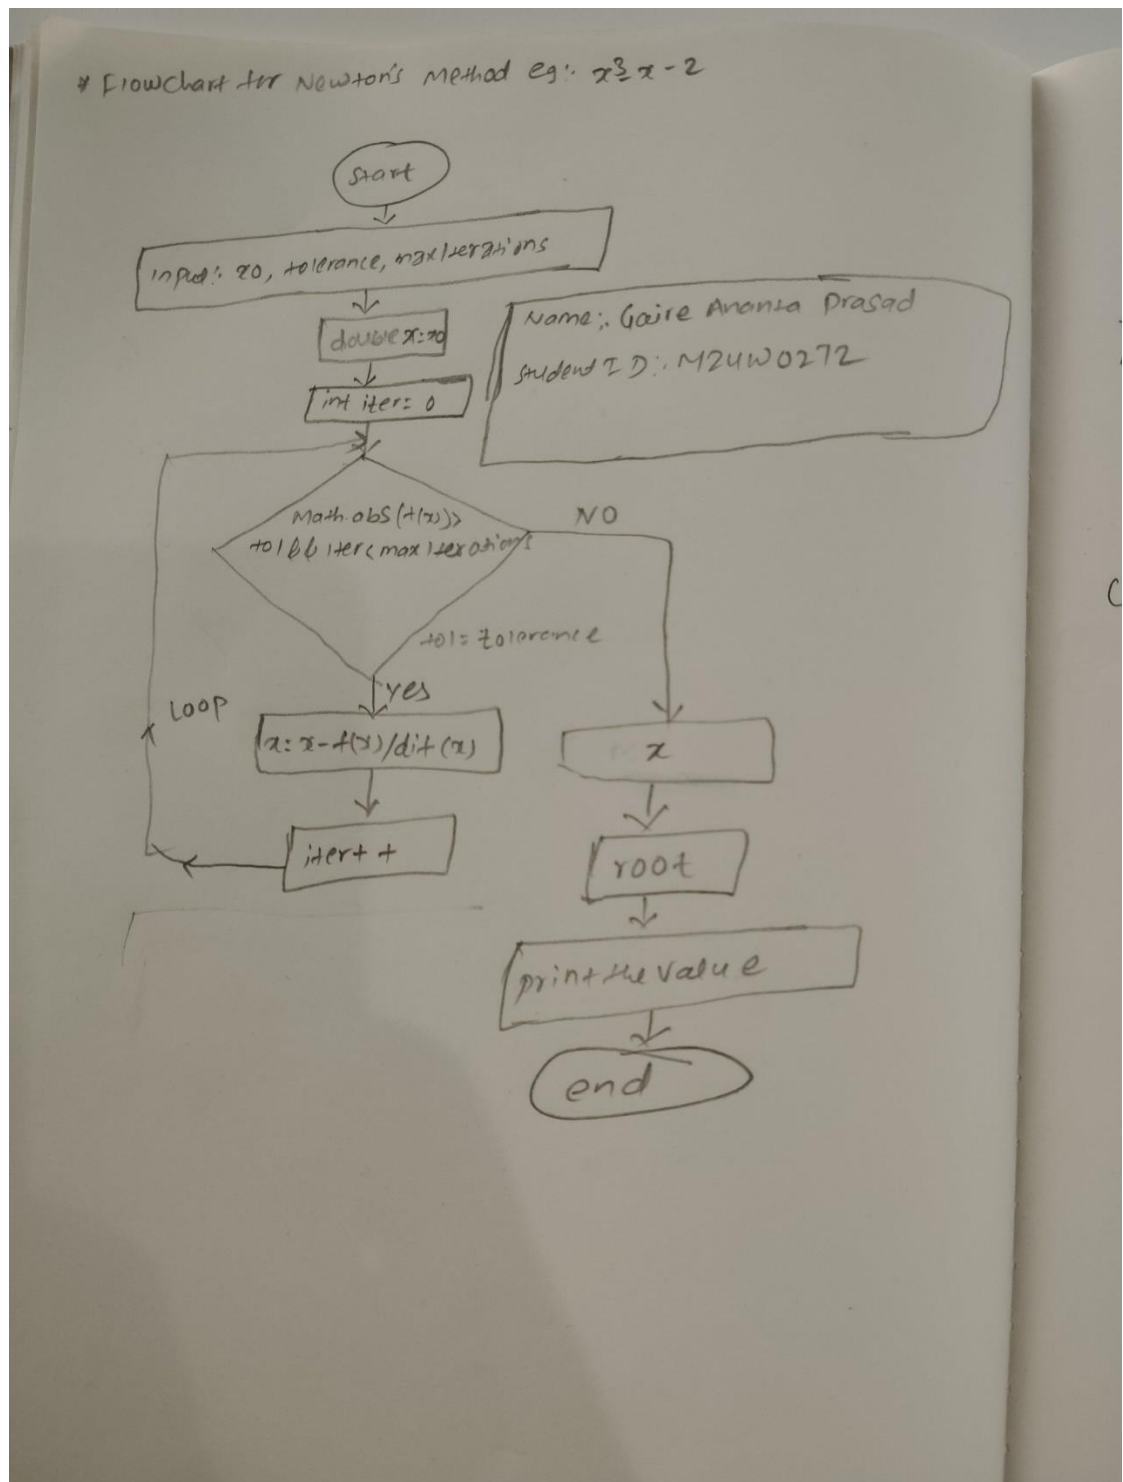 * Flowchart for Newton's Method eg:. x³-x-2
Start
input:. x0, tolerance, maxIterations
double x=x0
int iter= 0
Name:. Gaire Ananta Prasad
Student ID:. M24W0272
Math.abs(f(x))>
tol && iter<maxIterations
NO
tol= tolerance
yes
LOOP
x= x-f(x)/dif(x)
iter++
x
root
print the value
end